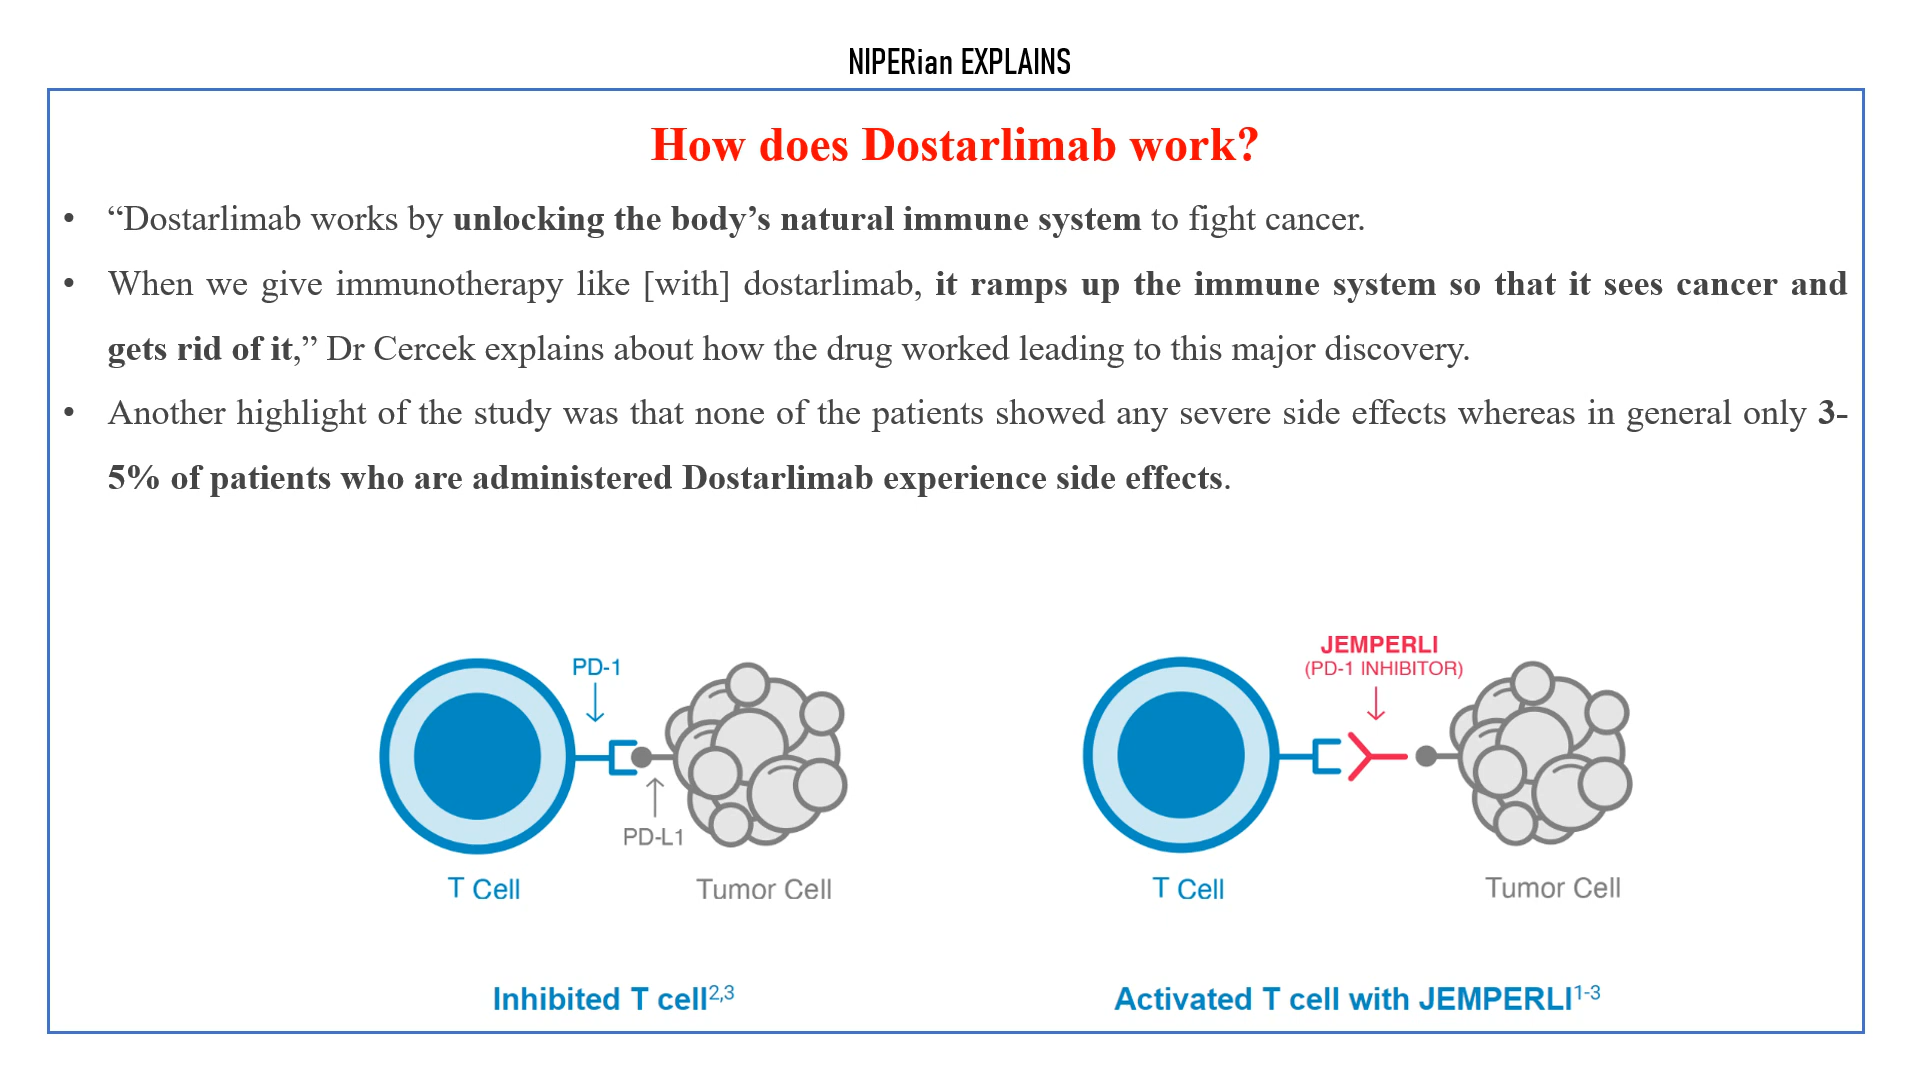 NIPERian EXPLAINS
How does Dostarlimab work?
• “Dostarlimab works by unlocking the body’s natural immune system to fight cancer.
• When we give immunotherapy like [with] dostarlimab, it ramps up the immune system so that it sees cancer and
gets rid of it,” Dr Cercek explains about how the drug worked leading to this major discovery.
• Another highlight of the study was that none of the patients showed any severe side effects whereas in general only 3-
5% of patients who are administered Dostarlimab experience side effects.
PD-1
PD-L1
T Cell
Tumor Cell
Inhibited T cell2,3
JEMPERLI
(PD-1 INHIBITOR)
T Cell
Tumor Cell
Activated T cell with JEMPERLI1-3